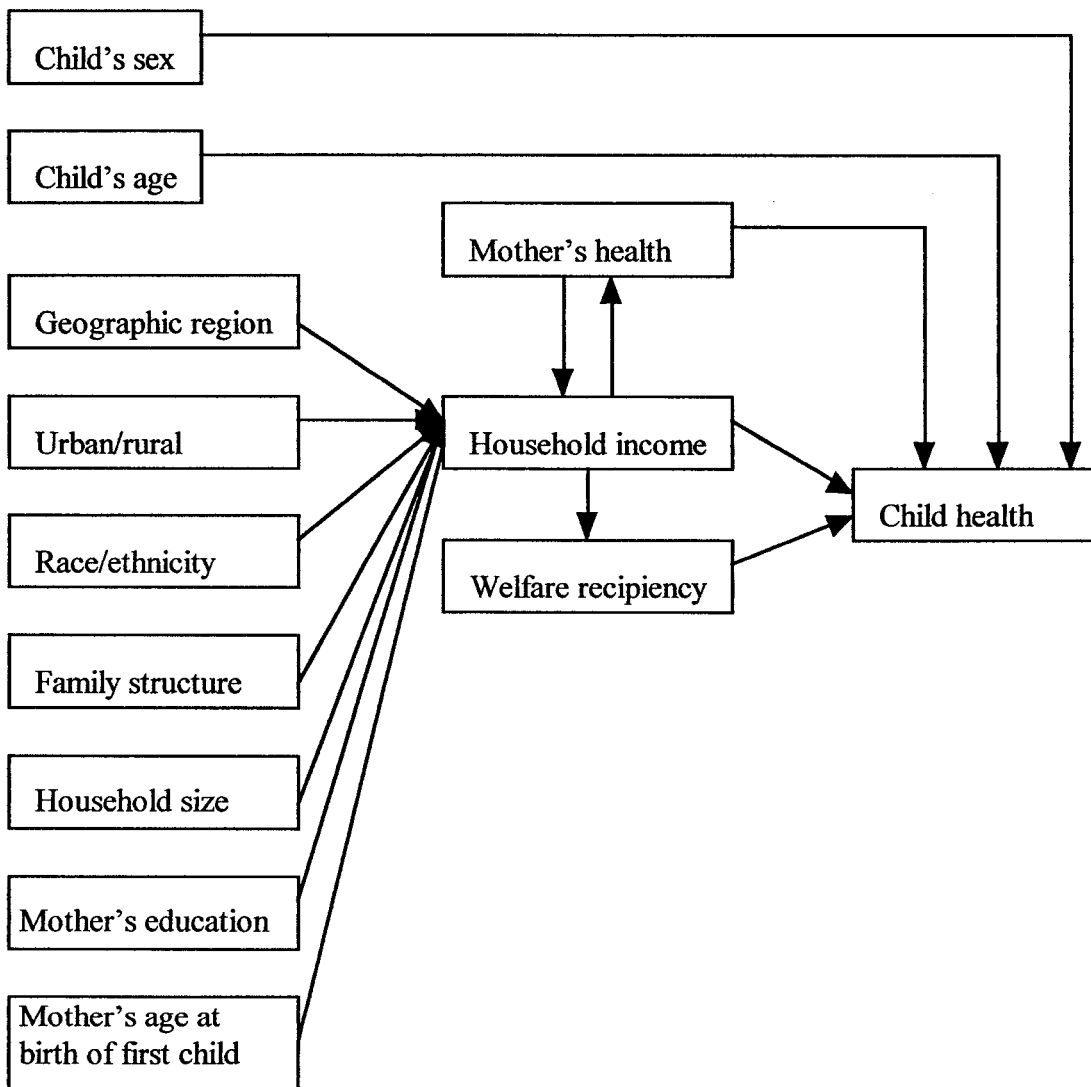 Child's sex
Child's age
Mother's health
Geographic region
Urban/rural
Household income
Child health
Race/ethnicity
Welfare recipiency
Family structure
Household size
Mother's education
Mother's age at
birth of first child